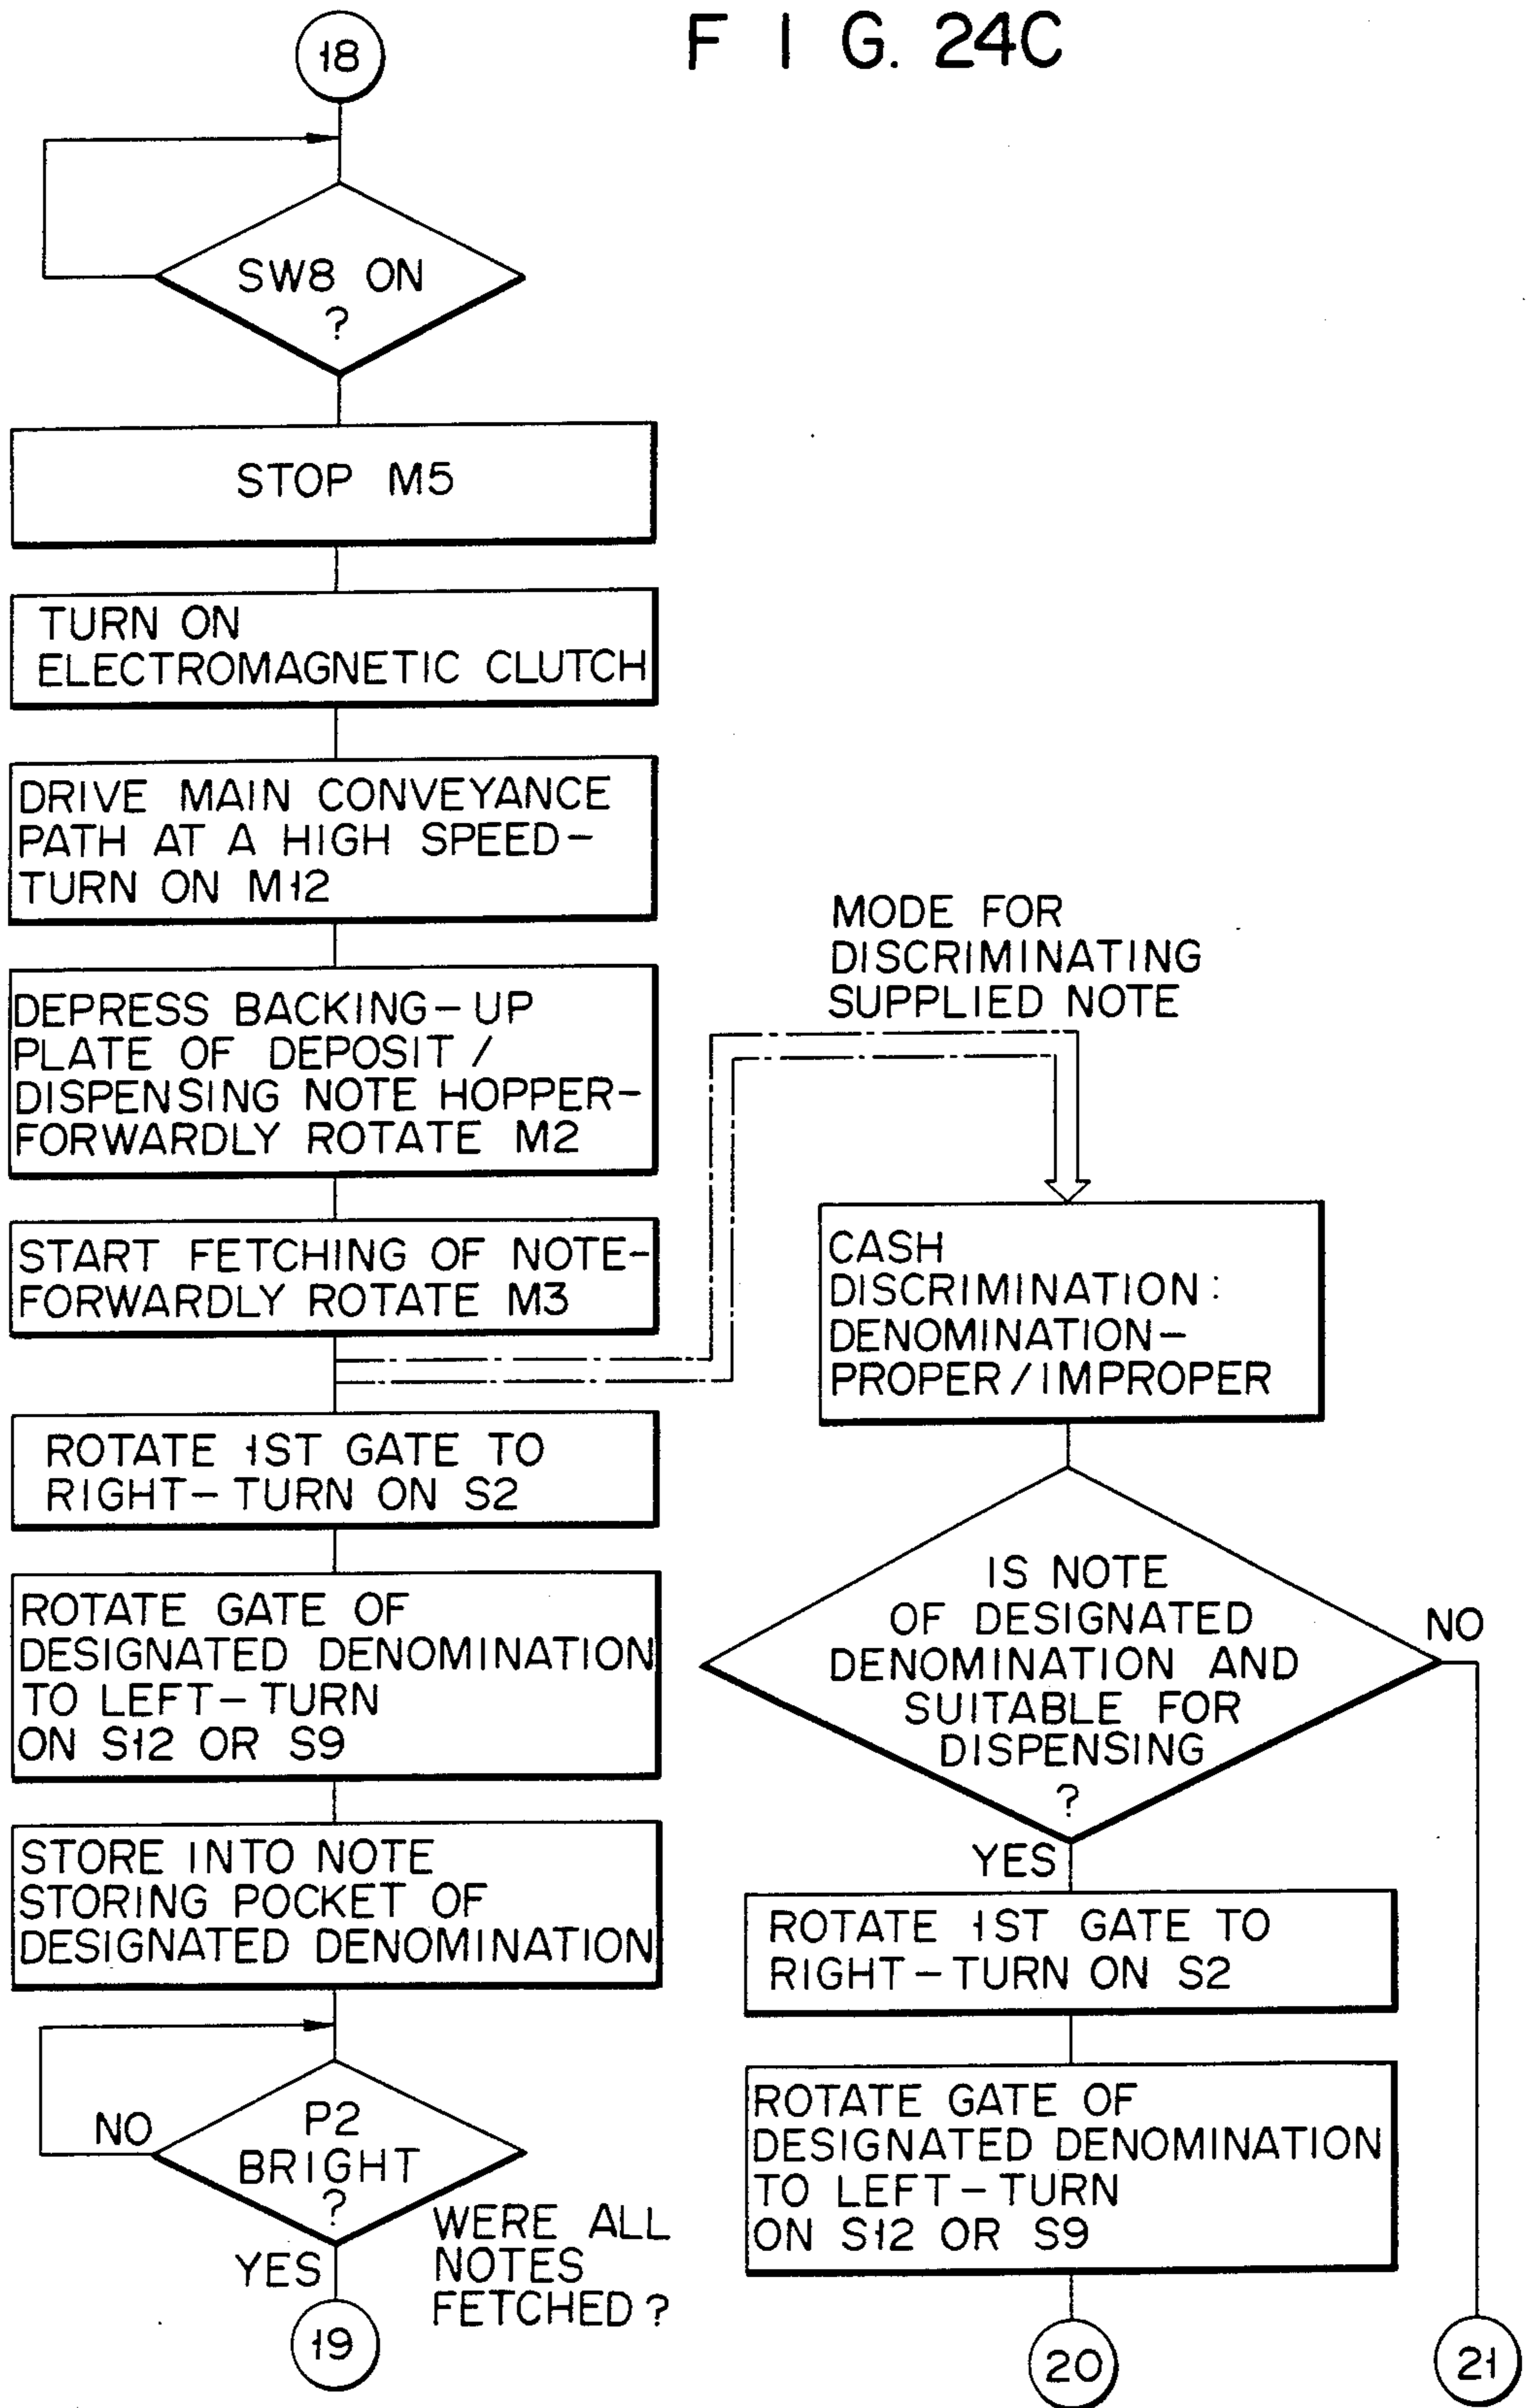 F I G. 24C
18
SW8 ON
?
STOP M5
TURN ON
ELECTROMAGNETIC CLUTCH
DRIVE MAIN CONVEYANCE
PATH AT A HIGH SPEED-
TURN ON M12
DEPRESS BACKING-UP
PLATE OF DEPOSIT /
DISPENSING NOTE HOPPER-
FORWARDLY ROTATE M2
START FETCHING OF NOTE-
FORWARDLY ROTATE M3
ROTATE 1ST GATE TO
RIGHT-TURN ON S2
ROTATE GATE OF
DESIGNATED DENOMINATION
TO LEFT-TURN
ON S12 OR S9
STORE INTO NOTE
STORING POCKET OF
DESIGNATED DENOMINATION
NO
P2
BRIGHT
?
YES
WERE ALL
NOTES
FETCHED ?
19
MODE FOR
DISCRIMINATING
SUPPLIED NOTE
CASH
DISCRIMINATION:
DENOMINATION-
PROPER/IMPROPER
IS NOTE
OF DESIGNATED
DENOMINATION AND
SUITABLE FOR
DISPENSING
?
NO
YES
ROTATE 1ST GATE TO
RIGHT-TURN ON S2
ROTATE GATE OF
DESIGNATED DENOMINATION
TO LEFT-TURN
ON S12 OR S9
20
21